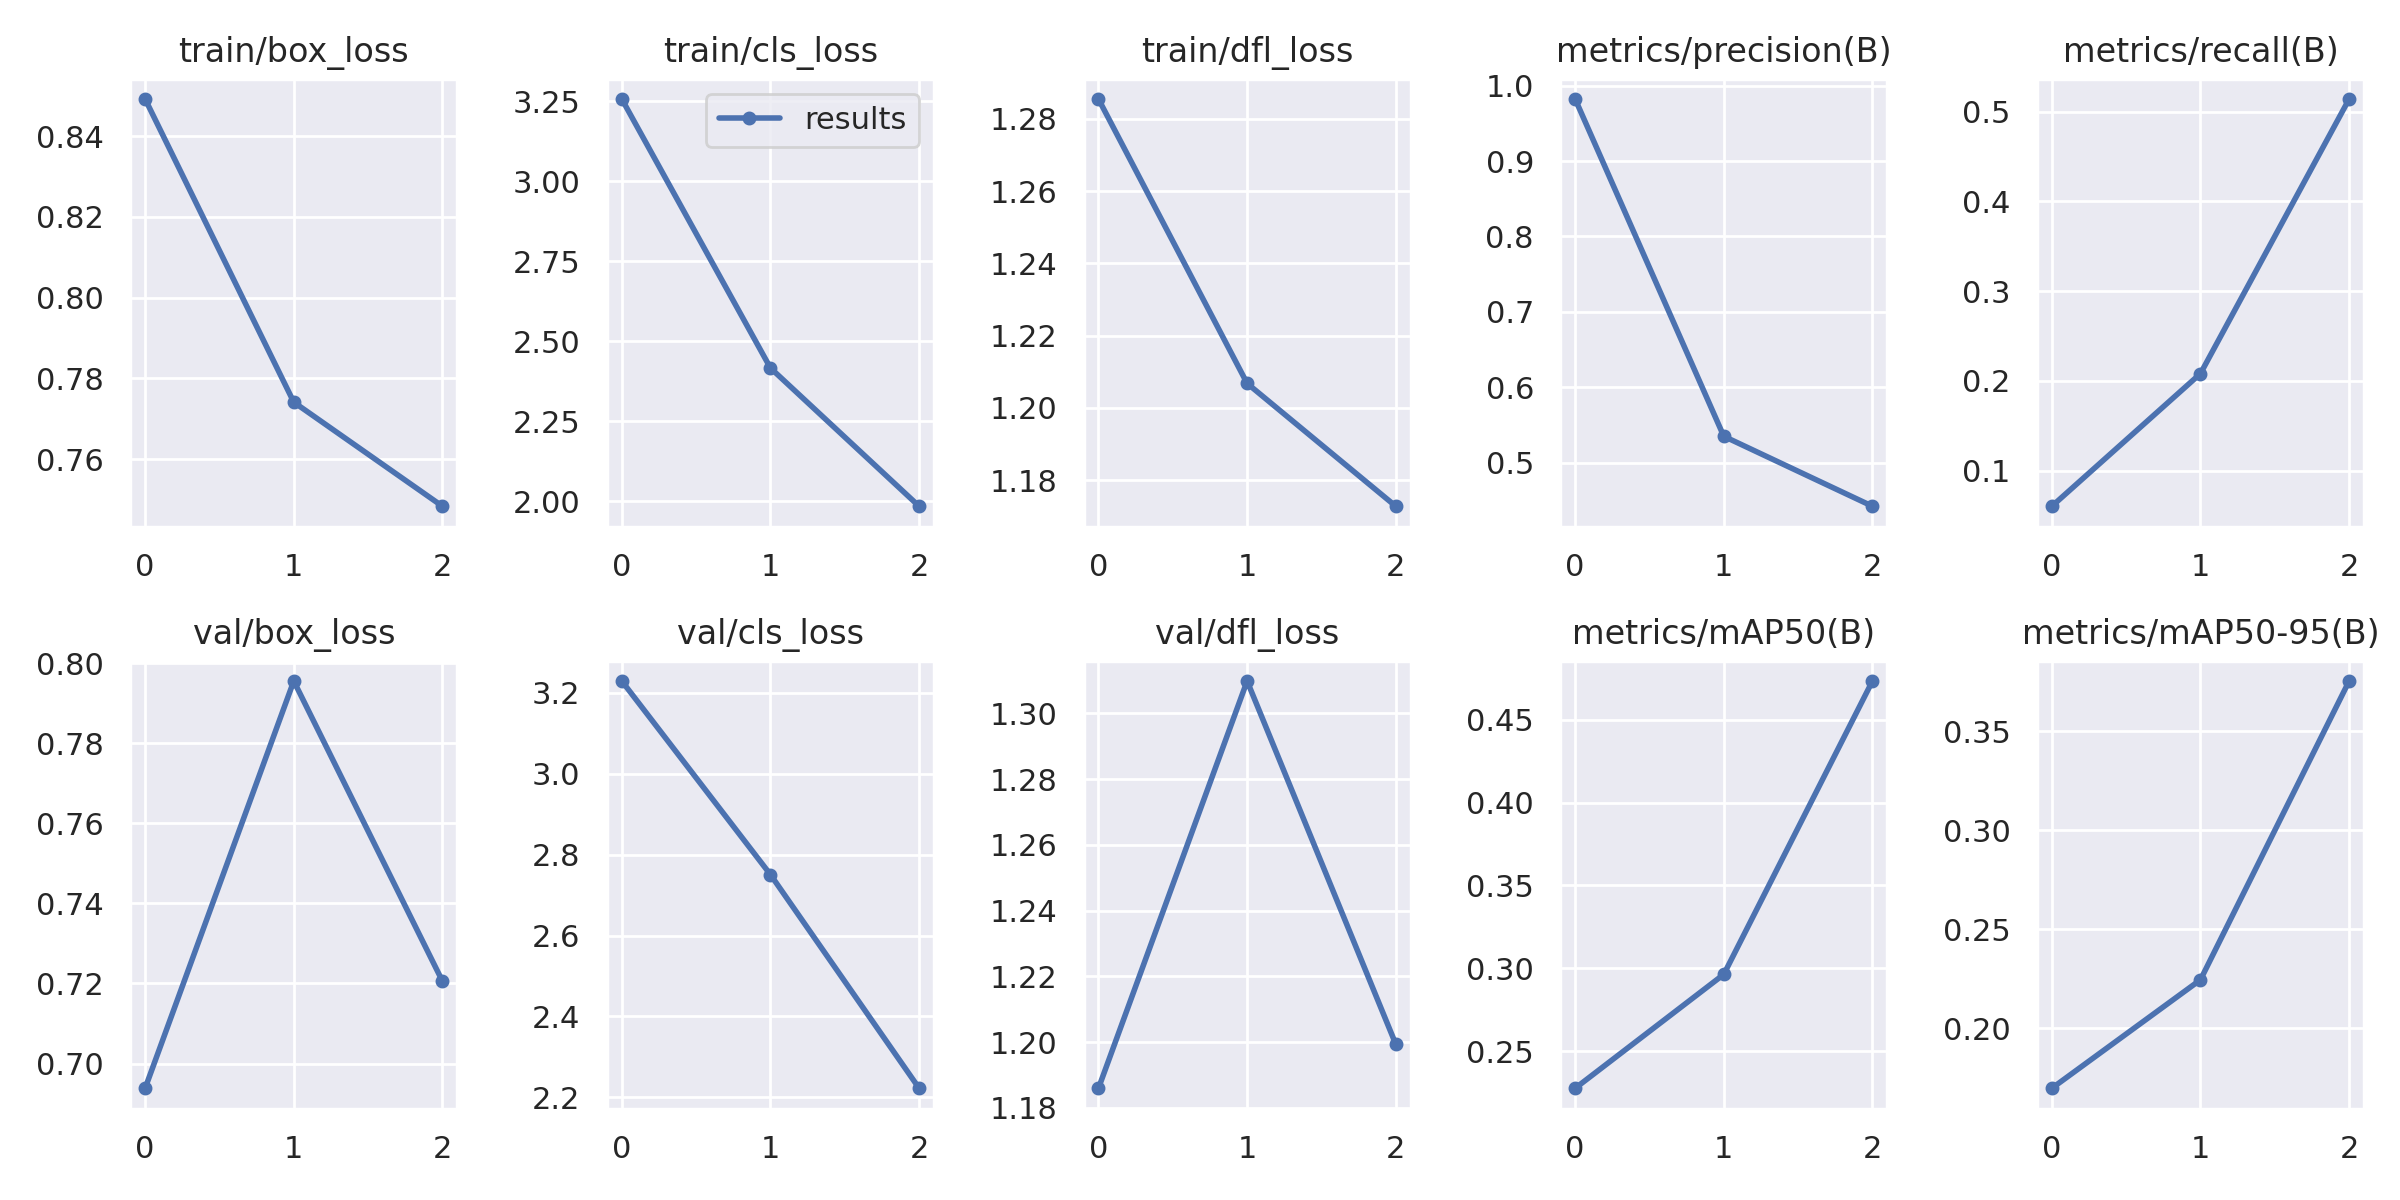 train/box_loss
0.84
0.82
0.80
0.78
0.76
0 1 2
train/cls_loss
results
3.25
3.00
2.75
2.50
2.25
2.00
0 1 2
train/dfl_loss
1.28
1.26
1.24
1.22
1.20
1.18
0 1 2
metrics/precision(B)
1.0
0.9
0.8
0.7
0.6
0.5
0 1 2
metrics/recall(B)
0.5
0.4
0.3
0.2
0.1
0 1 2
val/box_loss
0.80
0.78
0.76
0.74
0.72
0.70
0 1 2
val/cls_loss
3.2
3.0
2.8
2.6
2.4
2.2
0 1 2
val/dfl_loss
1.30
1.28
1.26
1.24
1.22
1.20
1.18
0 1 2
metrics/mAP50(B)
0.45
0.40
0.35
0.30
0.25
0 1 2
metrics/mAP50-95(B)
0.35
0.30
0.25
0.20
0 1 2